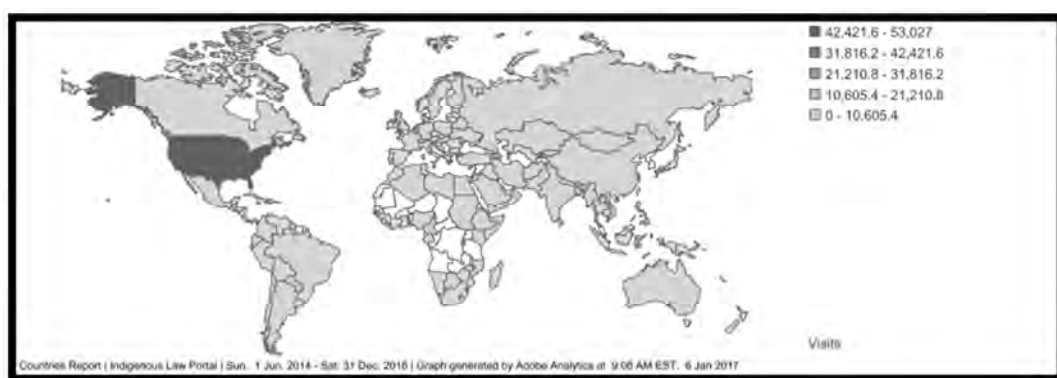 42,421.6 - 53,027
31,816.2 - 42,421.6
21,210.8 - 31,816.2
10,605.4 - 21,210.8
0 - 10,605.4
Visits
Countries Report | Indigenous Law Portal | Sun. 1 Jun. 2014 - Sat. 31 Dec. 2016 | Graph generated by Adobe Analytics at 9:06 AM EST, 6 Jan 2017